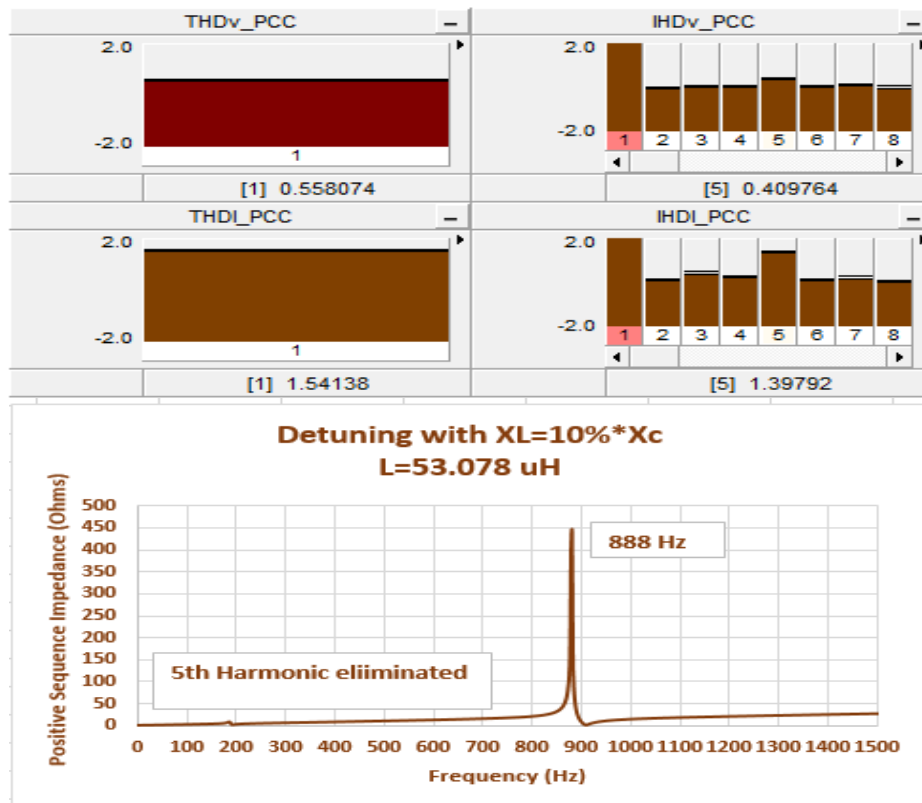 THDv_PCC
2.0
-2.0
1
[1] 0.558074
IHDv_PCC
2.0
-2.0
1 2 3 4 5 6 7 8
[5] 0.409764
THDI_PCC
2.0
-2.0
1
[1] 1.54138
IHDI_PCC
2.0
-2.0
1 2 3 4 5 6 7 8
[5] 1.39792
Detuning with XL=10%*Xc
L=53.078 uH
Positive Sequence Impedance (Ohms)
500
450
400
350
300
250
200
150
100
50
0
888 Hz
5th Harmonic eliiminated
0 100 200 300 400 500 600 700 800 900 1000 1100 1200 1300 1400 1500
Frequency (Hz)